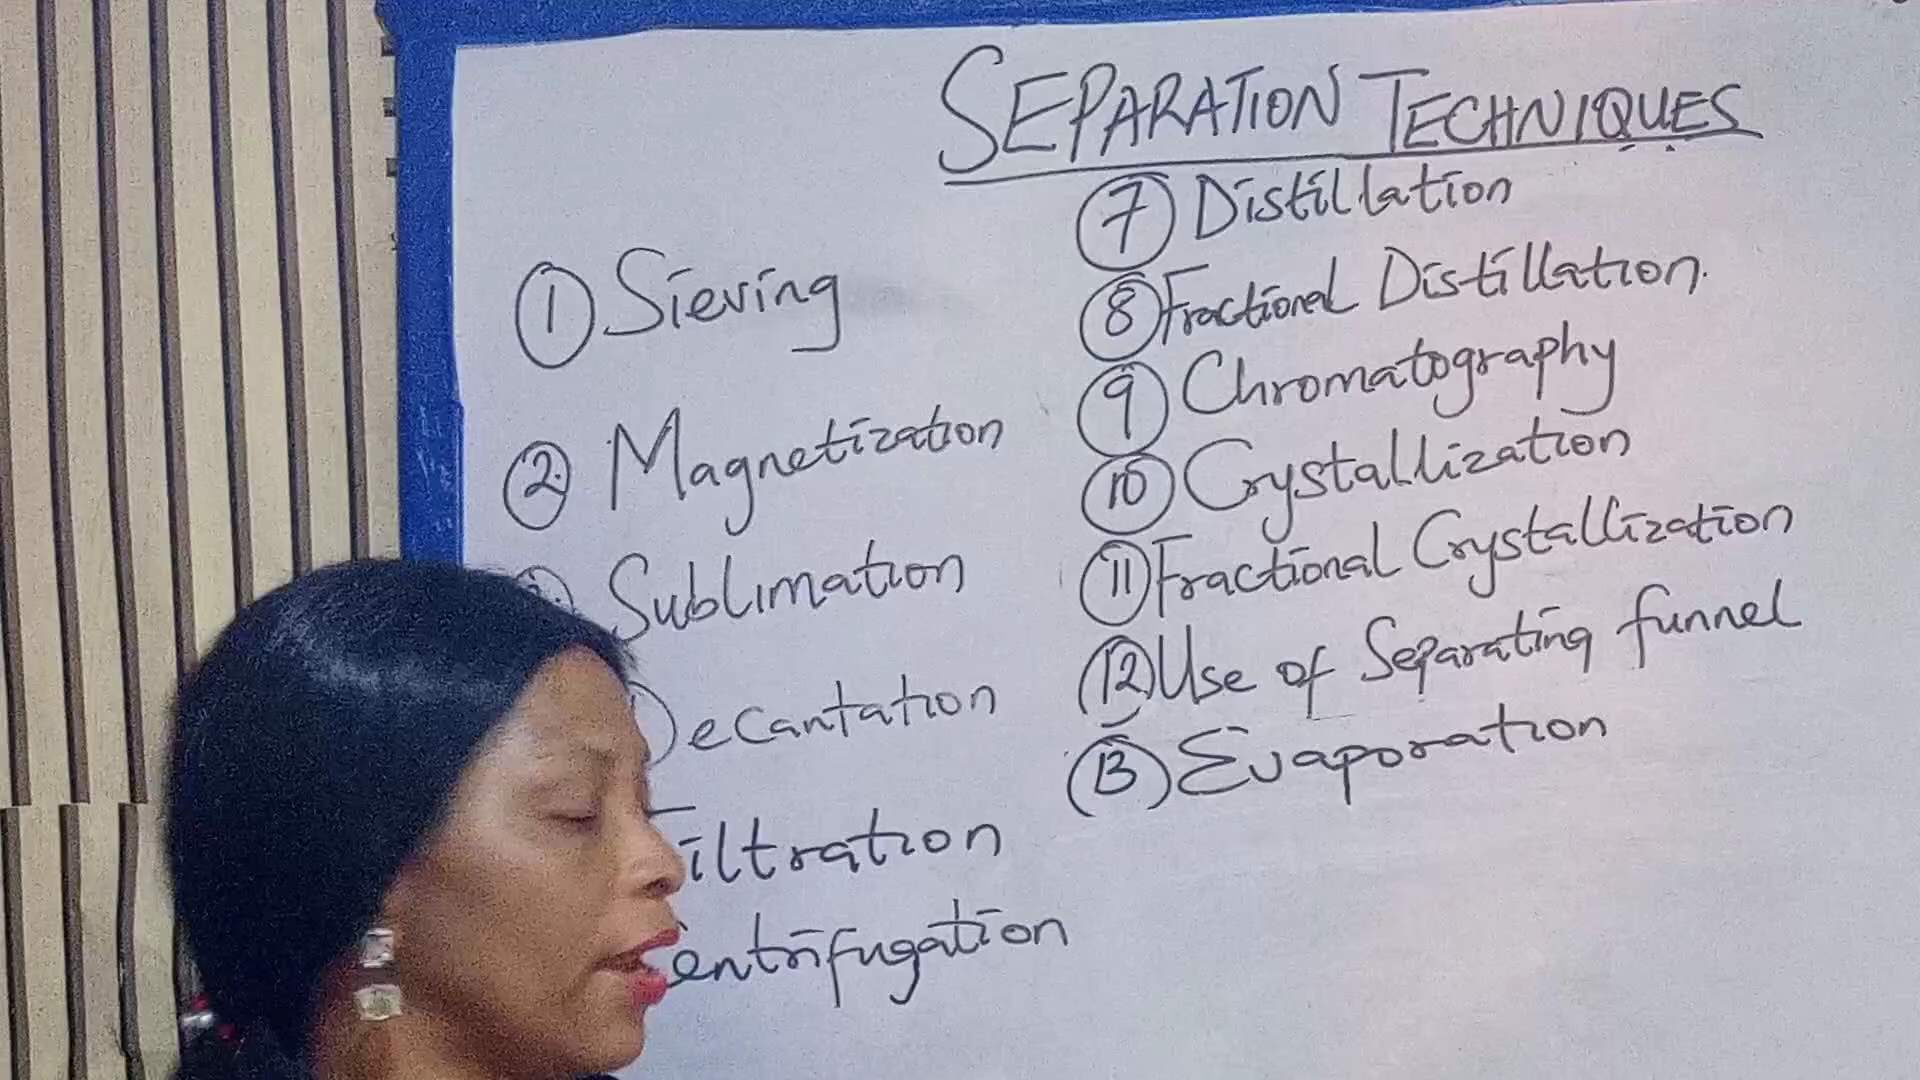 SEPARATION TECHNIQUES
① Sieving
② Magnetization
Sublimation
Decantation
iltration
entrifugation
⑦ Distillation
⑧ Fractional Distillation.
⑨ Chromatography
⑩ Crystallization
⑪ Fractional Crystallization
⑫ Use of Separating funnel
⑬ Evaporation